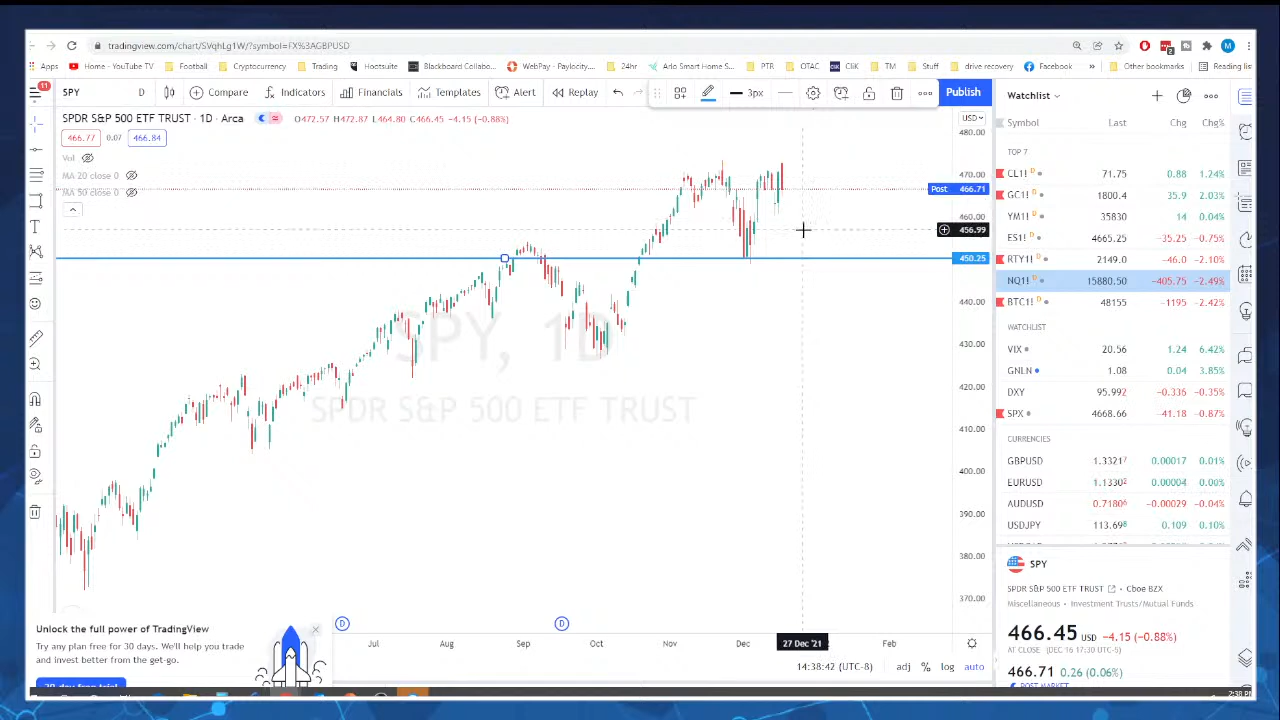 tradingview.com/chart/SVqhLg1W/?symbol=FX%3AGBPUSD
Apps Home - YouTube TV Football Cryptocurrency Trading Hootsuite Blackboard Collabo... WebPay - Paylocity... 24hr Arlo Smart Home S... PTR OTAC TM Stuff drive recovery Facebook Other bookmarks Reading list
11 SPY D Compare Indicators Financials Templates Alert Replay 3px Publish Watchlist
SPDR S&P 500 ETF TRUST · 1D · Arca O472.57 H472.87 L464.80 C466.45 −4.15 (−0.88%) USD
Symbol Last Chg Chg%
466.77 0.07 466.84
Vol
MA 20 close 0
MA 50 close 0
480.00
470.00
Post 466.71
460.00
456.99
450.25
440.00
430.00
420.00
410.00
400.00
390.00
380.00
370.00
SPY, 1D
SPDR S&P 500 ETF TRUST
TOP 7
CL1! D 71.75 0.88 1.24%
GC1! D 1800.4 35.9 2.03%
YM1! D 15830 14 0.04%
ES1! D 4665.25 −35.25 −0.75%
RTY1! D 2149.0 −46.0 −2.10%
NQ1! D 15880.50 −405.75 −2.49%
BTC1! D 48155 −1195 −2.42%
WATCHLIST
VIX 20.56 1.24 6.42%
GNLN 1.08 0.04 3.85%
DXY 95.992 −0.336 −0.35%
SPX 4668.66 −41.18 −0.87%
CURRENCIES
GBPUSD 1.33217 0.00017 0.01%
EURUSD 1.13302 0.00004 0.00%
AUDUSD 0.71806 −0.00029 −0.04%
USDJPY 113.698 0.109 0.10%
SPY
SPDR S&P 500 ETF TRUST · Cboe BZX
Miscellaneous · Investment Trusts/Mutual Funds
466.45 USD −4.15 (−0.88%)
AT CLOSE (DEC 16 17:30 UTC-5)
466.71 0.26 (0.06%)
POST MARKET
D D
Jul Aug Sep Oct Nov Dec 27 Dec '21 Feb
14:38:42 (UTC-8) adj % log auto
Unlock the full power of TradingView
Try any plan free for 30 days. We'll help you trade
and invest better from the get-go.